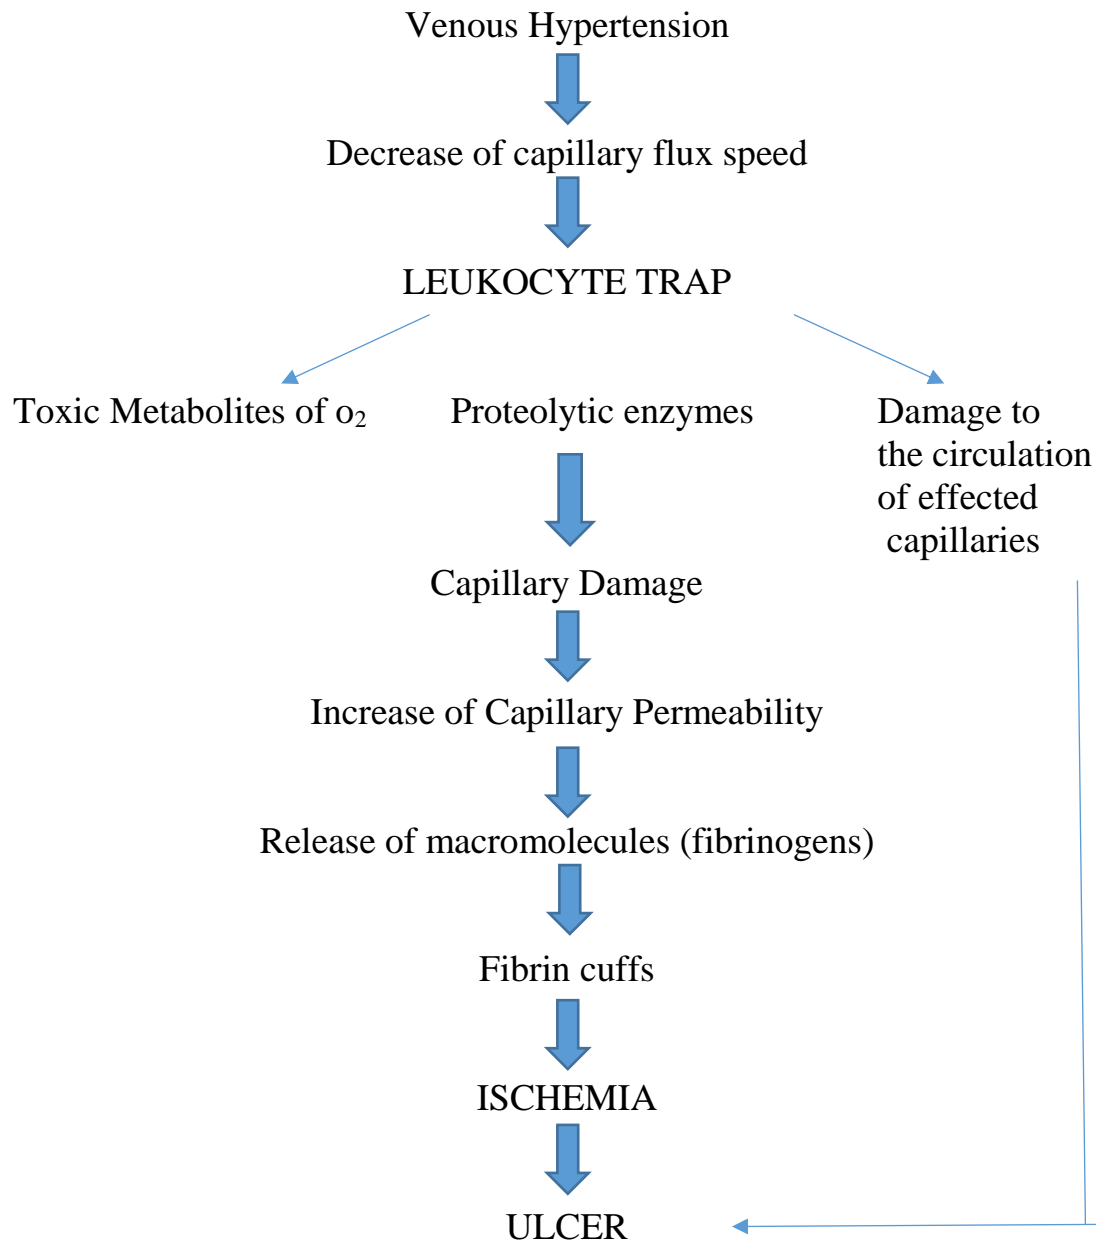 Venous Hypertension
Decrease of capillary flux speed
LEUKOCYTE TRAP
Toxic Metabolites of o₂
Proteolytic enzymes
Damage to
the circulation
of effected
capillaries
Capillary Damage
Increase of Capillary Permeability
Release of macromolecules (fibrinogens)
Fibrin cuffs
ISCHEMIA
ULCER